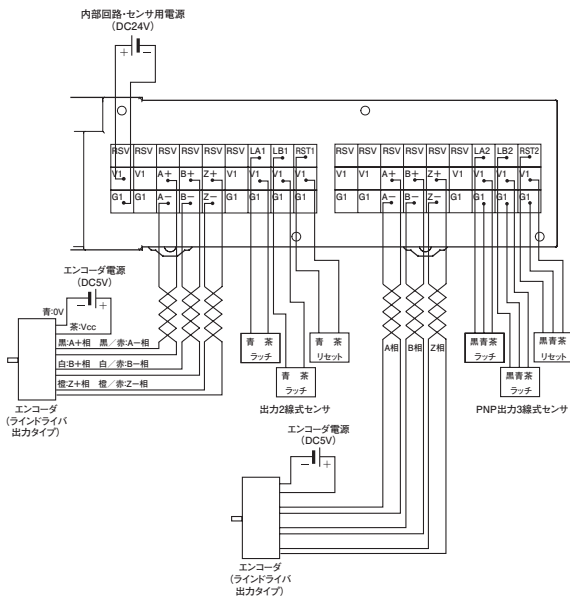 内部回路・センサ用電源
(DC24V)
+ −
RSV RSV RSV RSV RSV RSV LA1 LB1 RST1
V1 V1 A+ B+ Z+ V1 V1 V1 V1
G1 G1 A− B− Z− G1 G1 G1 G1
RSV RSV RSV RSV RSV RSV LA2 LB2 RST2
V1 V1 A+ B+ Z+ V1 V1 V1 V1
G1 G1 A− B− Z− G1 G1 G1 G1
エンコーダ電源
(DC5V)
青:0V
− +
茶:Vcc
黒:A+相 黒/赤:A−相
白:B+相 白/赤:B−相
橙:Z+相 橙/赤:Z−相
エンコーダ
(ラインドライバ
出力タイプ)
青 茶
ラッチ
青 茶
ラッチ
青 茶
リセット
出力2線式センサ
A相 B相 Z相
黒青茶
ラッチ
黒青茶
ラッチ
黒青茶
リセット
PNP出力3線式センサ
エンコーダ電源
(DC5V)
− +
エンコーダ
(ラインドライバ
出力タイプ)